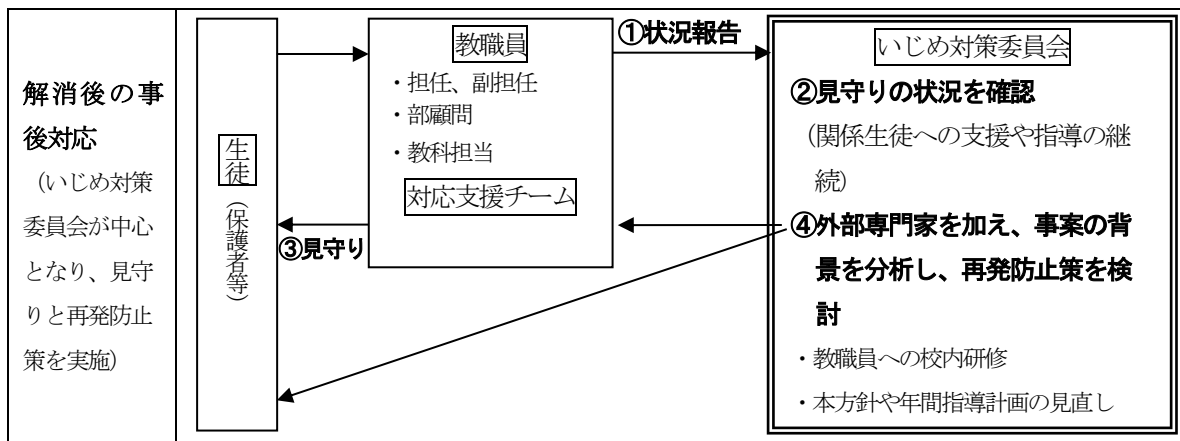 解消後の事
後対応
（いじめ対策
委員会が中心
となり、見守
りと再発防止
策を実施）
生徒（保護者等）
教職員
・担任、副担任
・部顧問
・教科担当
対応支援チーム
①状況報告
③見守り
いじめ対策委員会
②見守りの状況を確認
（関係生徒への支援や指導の継
続）
④外部専門家を加え、事案の背
景を分析し、再発防止策を検
討
・教職員への校内研修
・本方針や年間指導計画の見直し